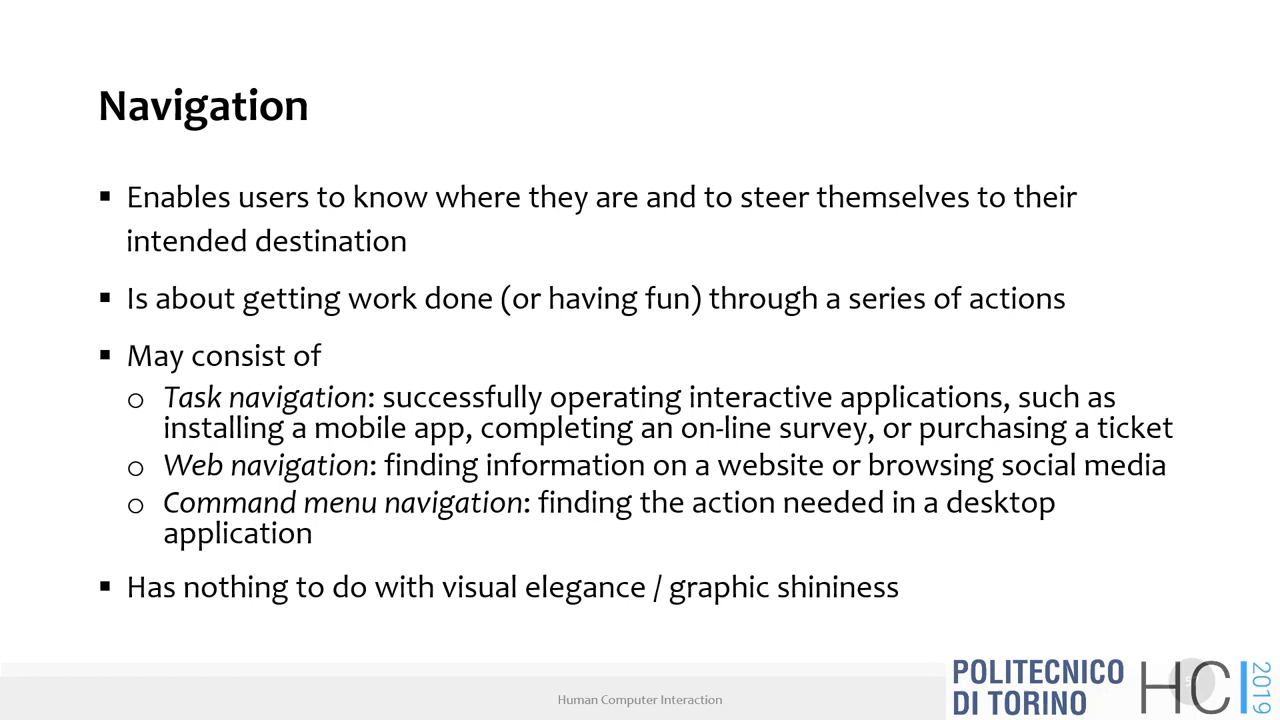 Navigation
▪ Enables users to know where they are and to steer themselves to their
intended destination
▪ Is about getting work done (or having fun) through a series of actions
▪ May consist of
o Task navigation: successfully operating interactive applications, such as
installing a mobile app, completing an on-line survey, or purchasing a ticket
o Web navigation: finding information on a website or browsing social media
o Command menu navigation: finding the action needed in a desktop
application
▪ Has nothing to do with visual elegance / graphic shininess
Human Computer Interaction
POLITECNICO
DI TORINO
HCI
2019